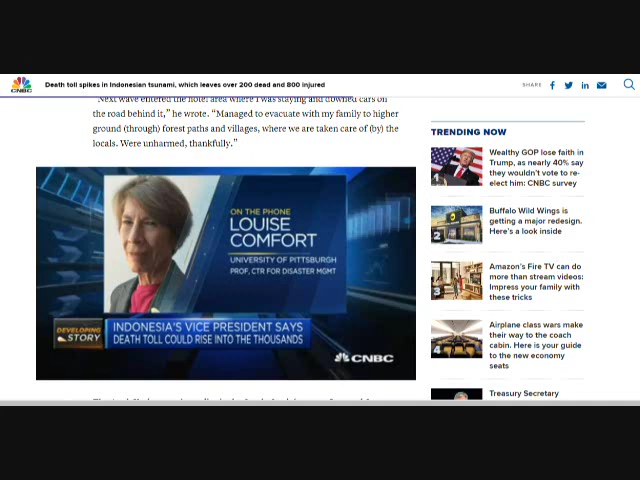 CNBC
Death toll spikes in Indonesian tsunami, which leaves over 200 dead and 800 injured
SHARE
"Next wave entered the hotel area where I was staying and downed cars on
the road behind it," he wrote. "Managed to evacuate with my family to higher
ground (through) forest paths and villages, where we are taken care of (by) the
locals. Were unharmed, thankfully."
ON THE PHONE
LOUISE
COMFORT
UNIVERSITY OF PITTSBURGH
PROF, CTR FOR DISASTER MGMT
DEVELOPING
STORY
INDONESIA'S VICE PRESIDENT SAYS
DEATH TOLL COULD RISE INTO THE THOUSANDS
CNBC
TRENDING NOW
1
Wealthy GOP lose faith in
Trump, as nearly 40% say
they wouldn't vote to re-
elect him: CNBC survey
2
Buffalo Wild Wings is
getting a major redesign.
Here's a look inside
3
Amazon's Fire TV can do
more than stream videos:
Impress your family with
these tricks
4
Airplane class wars make
their way to the coach
cabin. Here is your guide
to the new economy
seats
Treasury Secretary